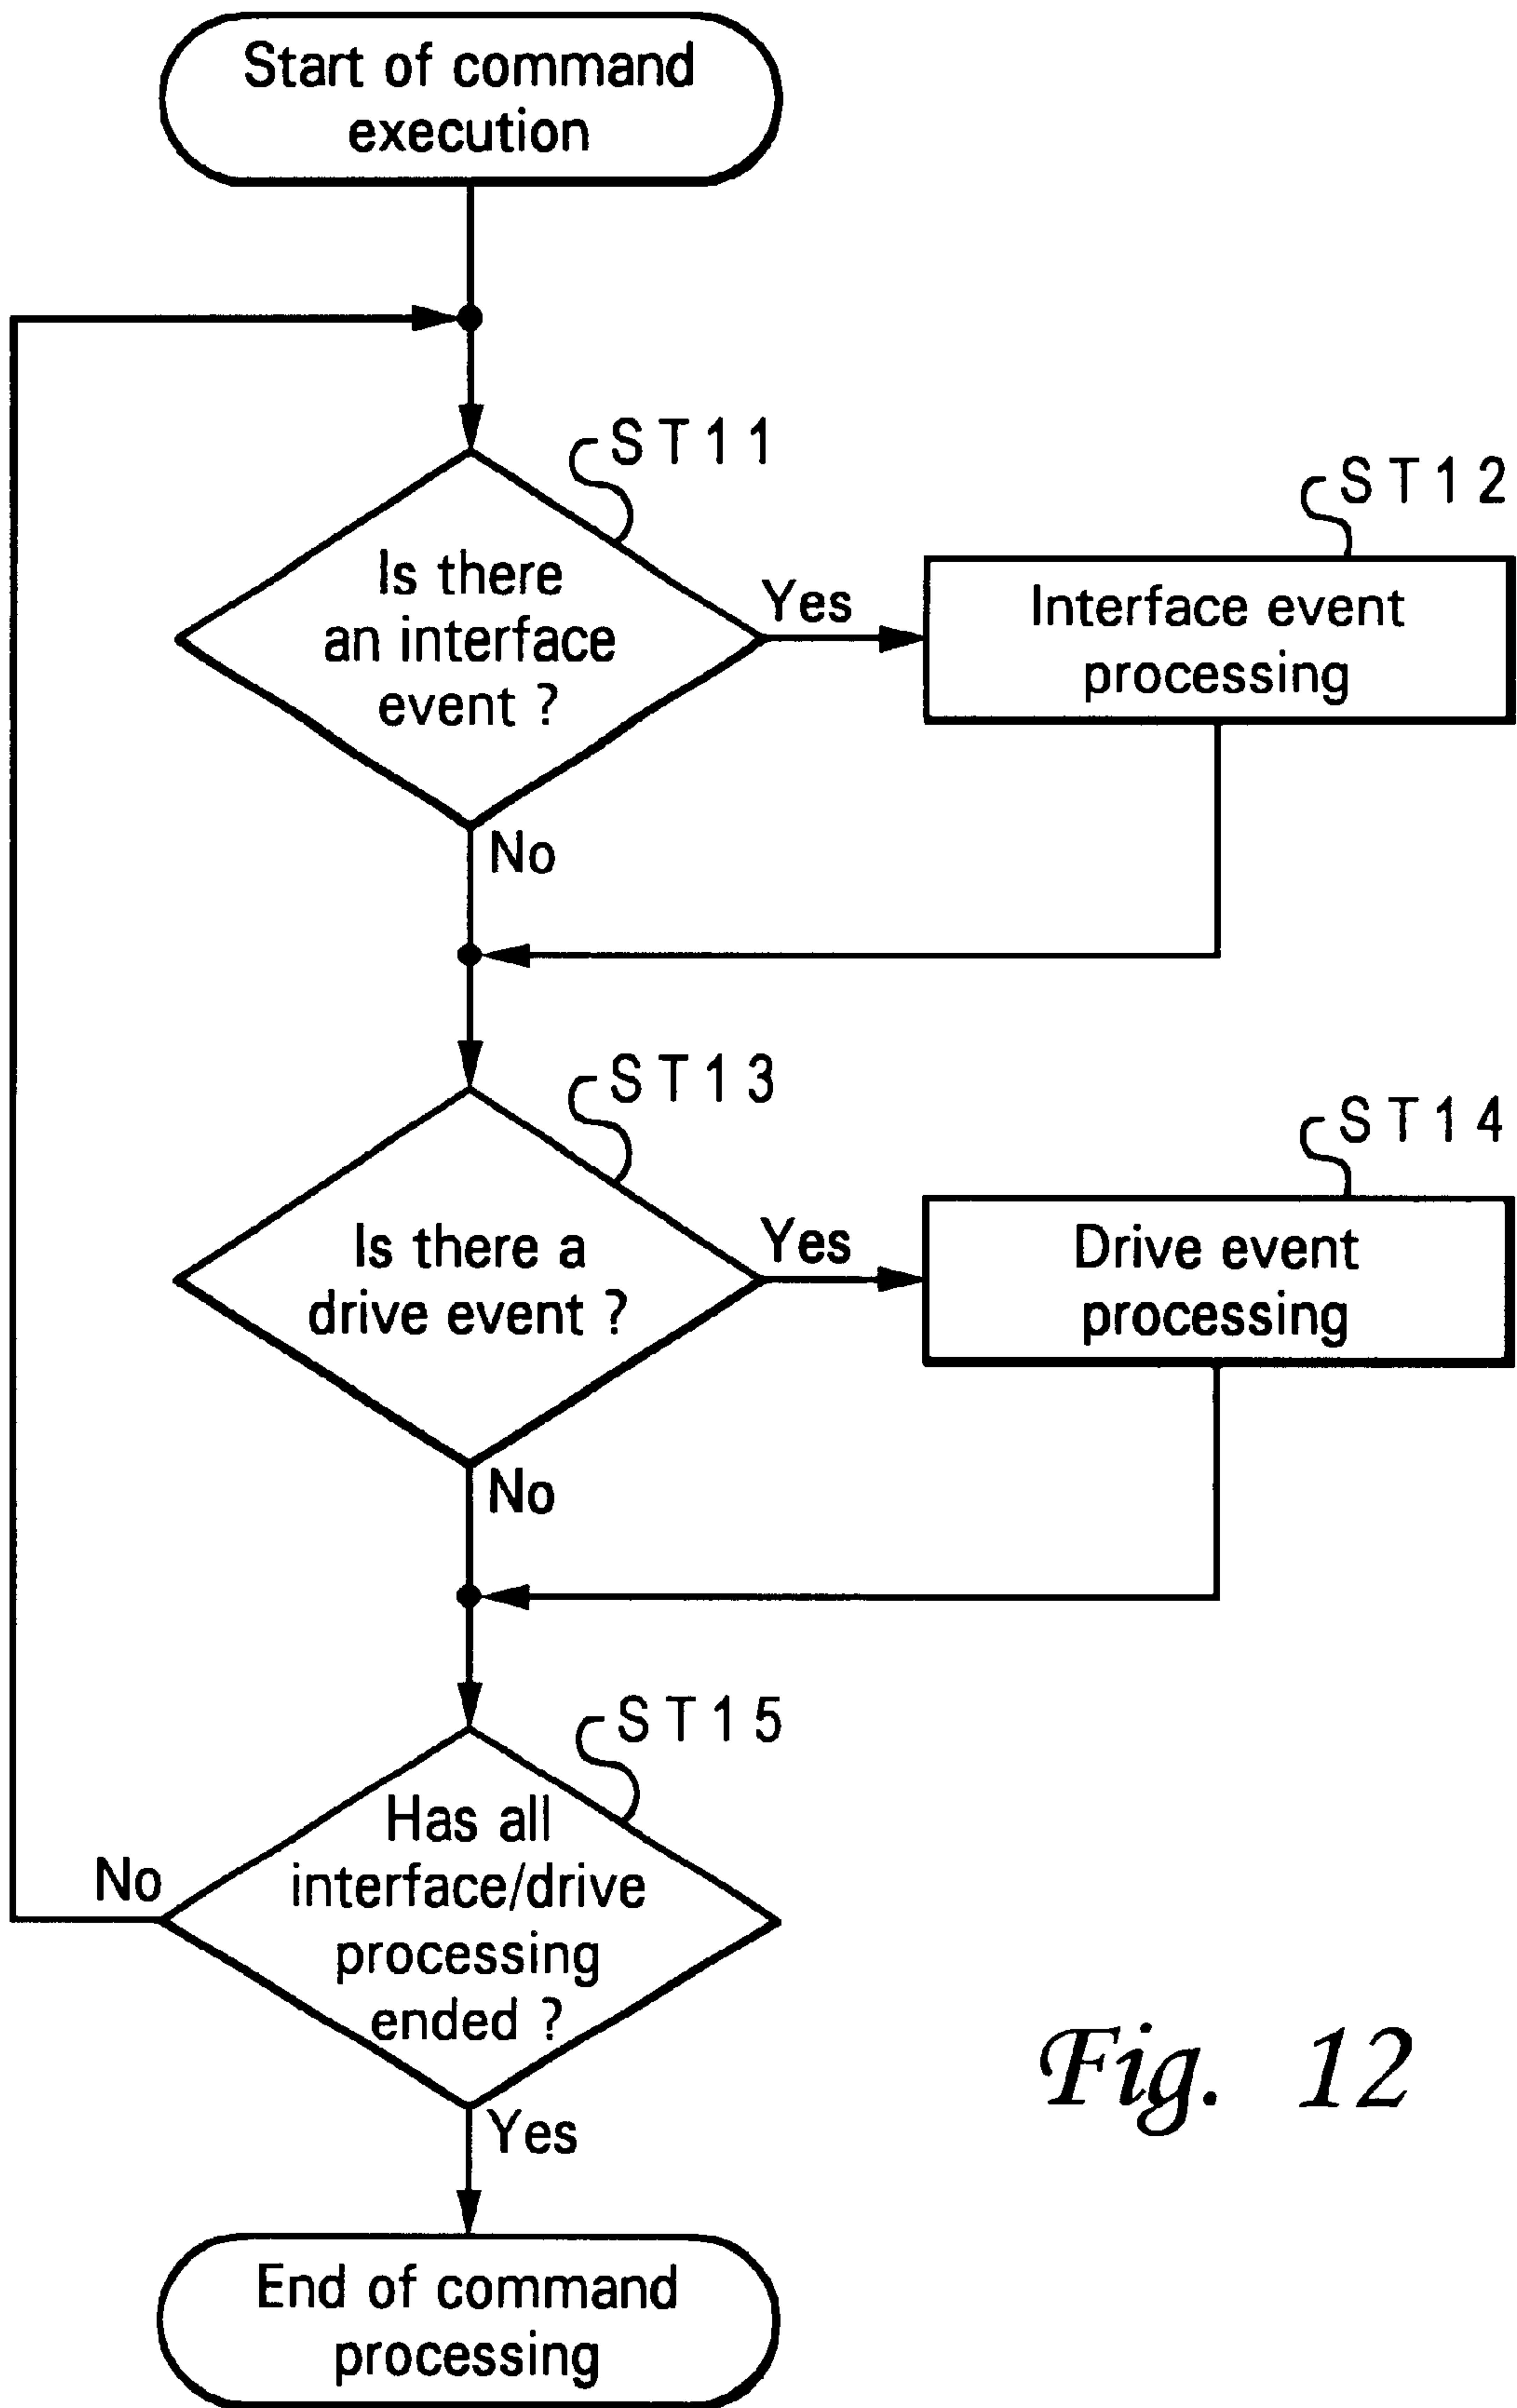 Start of command
execution
ST11
ST12
Is there
an interface
event ?
Yes
Interface event
processing
No
ST13
ST14
Is there a
drive event ?
Yes
Drive event
processing
No
ST15
Has all
interface/drive
processing
ended ?
No
Yes
Fig. 12
End of command
processing